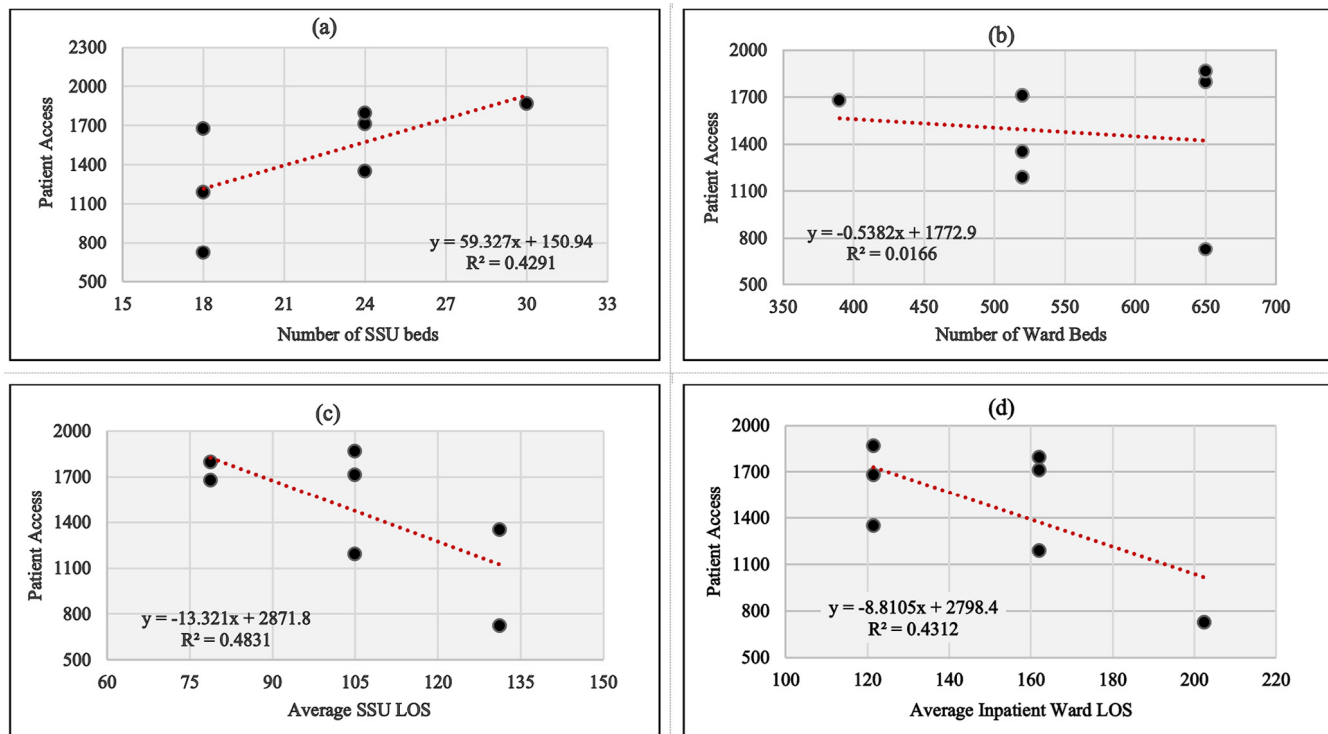 (a)
2300
2000
1700
1400
1100
800
500
Patient Access
y = 59.327x + 150.94
R² = 0.4291
15 18 21 24 27 30 33
Number of SSU beds
(b)
2000
1700
1400
1100
800
500
Patient Access
y = -0.5382x + 1772.9
R² = 0.0166
350 400 450 500 550 600 650 700
Number of Ward Beds
(c)
2000
1700
1400
1100
800
500
Patient Access
y = -13.321x + 2871.8
R² = 0.4831
60 75 90 105 120 135 150
Average SSU LOS
(d)
2000
1700
1400
1100
800
500
Patient Access
y = -8.8105x + 2798.4
R² = 0.4312
100 120 140 160 180 200 220
Average Inpatient Ward LOS